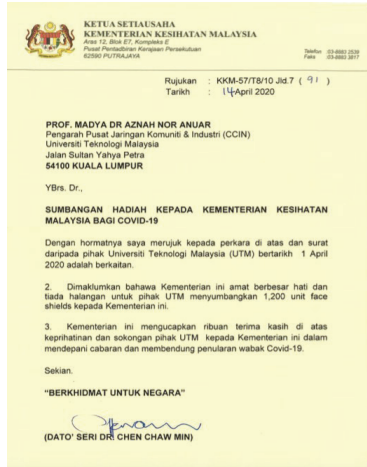 KETUA SETIAUSAHA
KEMENTERIAN KESIHATAN MALAYSIA
Aras 12, Blok E7, Kompleks E
Pusat Pentadbiran Kerajaan Persekutuan
62590 PUTRAJAYA
Telefon : 03-8883 2538
Faks : 03-8883 3817
Rujukan : KKM-57/T8/10 Jld.7 ( 91 )
Tarikh : 14 April 2020
PROF. MADYA DR AZNAH NOR ANUAR
Pengarah Pusat Jaringan Komuniti & Industri (CCIN)
Universiti Teknologi Malaysia
Jalan Sultan Yahya Petra
54100 KUALA LUMPUR
YBrs. Dr.,
SUMBANGAN HADIAH KEPADA KEMENTERIAN KESIHATAN
MALAYSIA BAGI COVID-19
Dengan hormatnya saya merujuk kepada perkara di atas dan surat
daripada pihak Universiti Teknologi Malaysia (UTM) bertarikh 1 April
2020 adalah berkaitan.
2. Dimaklumkan bahawa Kementerian ini amat berbesar hati dan
tiada halangan untuk pihak UTM menyumbangkan 1,200 unit face
shields kepada Kementerian ini.
3. Kementerian ini mengucapkan ribuan terima kasih di atas
keprihatinan dan sokongan pihak UTM kepada Kementerian ini dalam
mendepani cabaran dan membendung penularan wabak Covid-19.
Sekian.
“BERKHIDMAT UNTUK NEGARA”
(DATO' SERI DR. CHEN CHAW MIN)